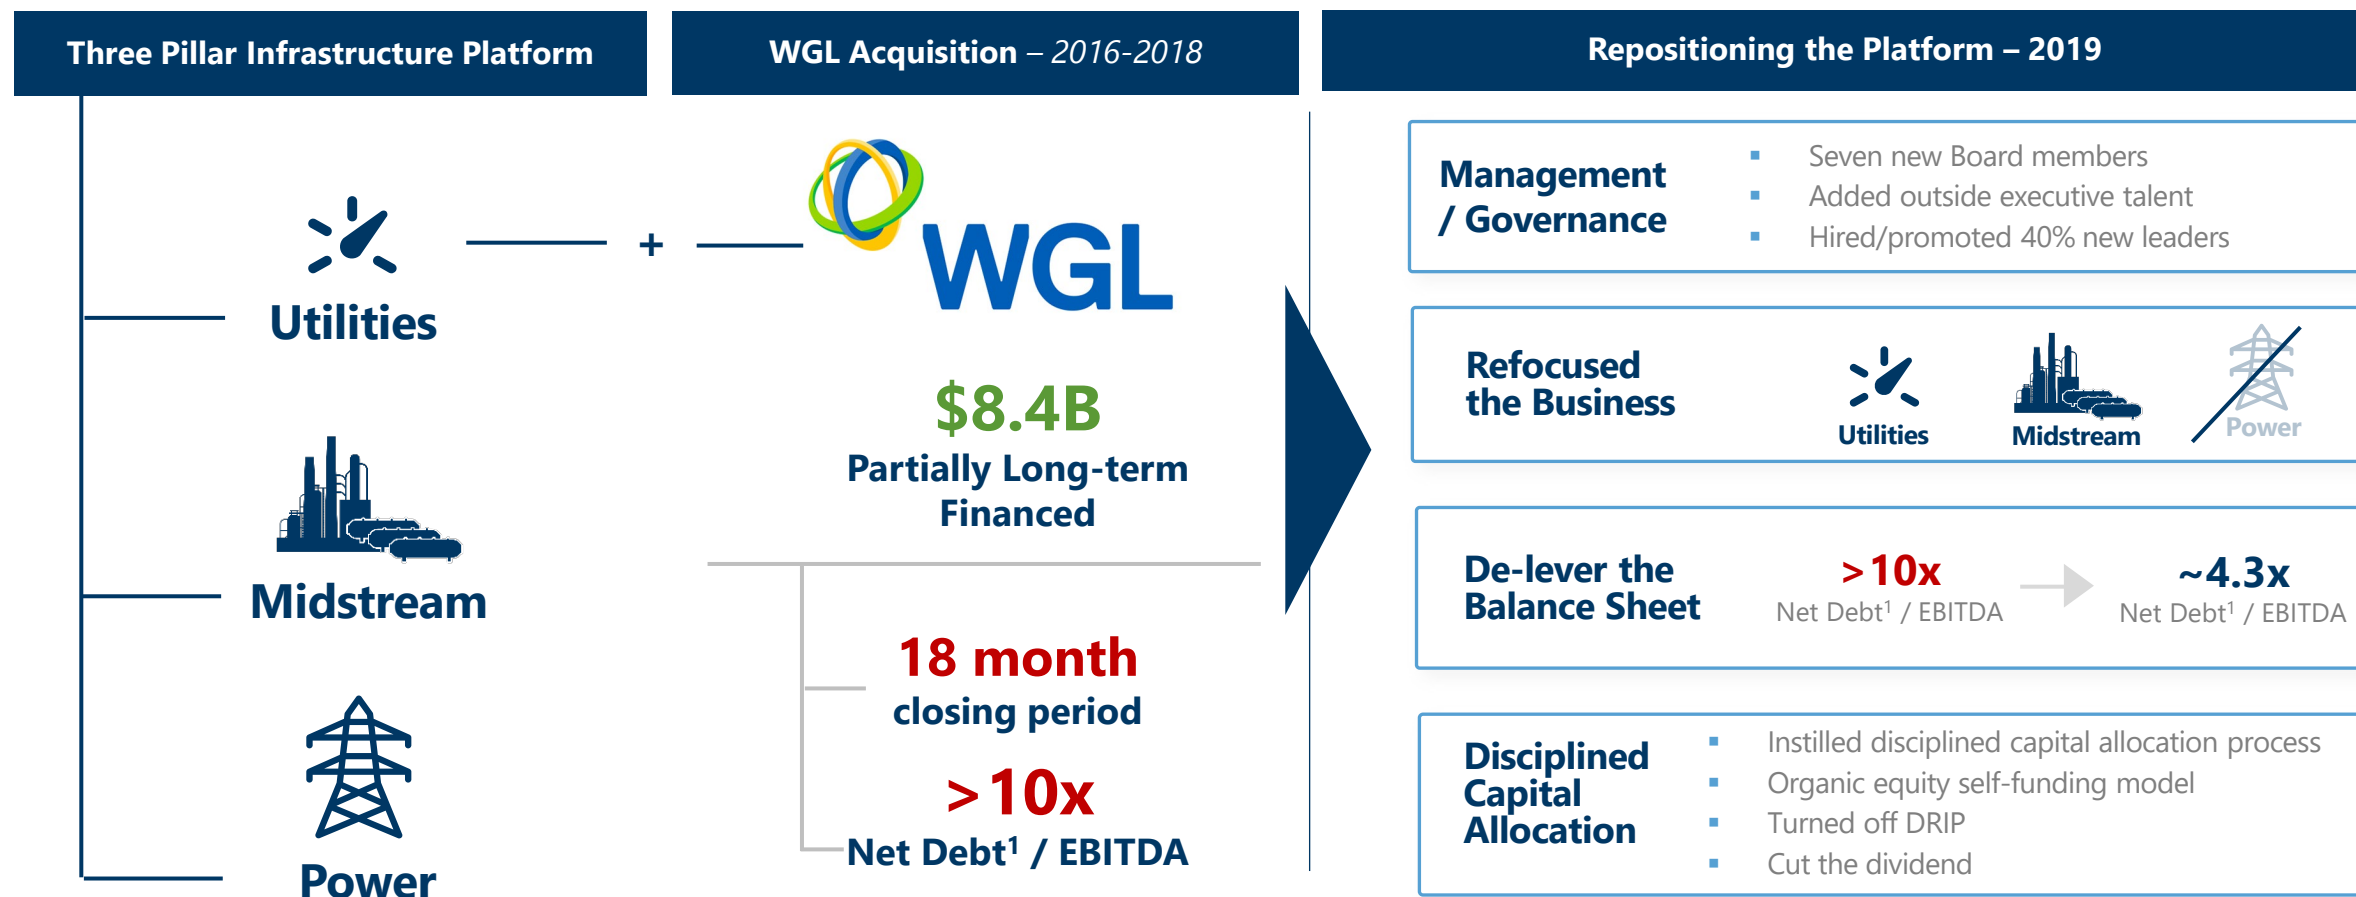 Three Pillar Infrastructure Platform
Utilities
Midstream
Power
WGL Acquisition – 2016-2018
+
WGL
$8.4B
Partially Long-term
Financed
18 month
closing period
>10x
Net Debt¹ / EBITDA
Repositioning the Platform – 2019
Management
/ Governance
▪ Seven new Board members
▪ Added outside executive talent
▪ Hired/promoted 40% new leaders
Refocused
the Business
Utilities
Midstream
Power
De-lever the
Balance Sheet
>10x
Net Debt¹ / EBITDA
~4.3x
Net Debt¹ / EBITDA
Disciplined
Capital
Allocation
▪ Instilled disciplined capital allocation process
▪ Organic equity self-funding model
▪ Turned off DRIP
▪ Cut the dividend